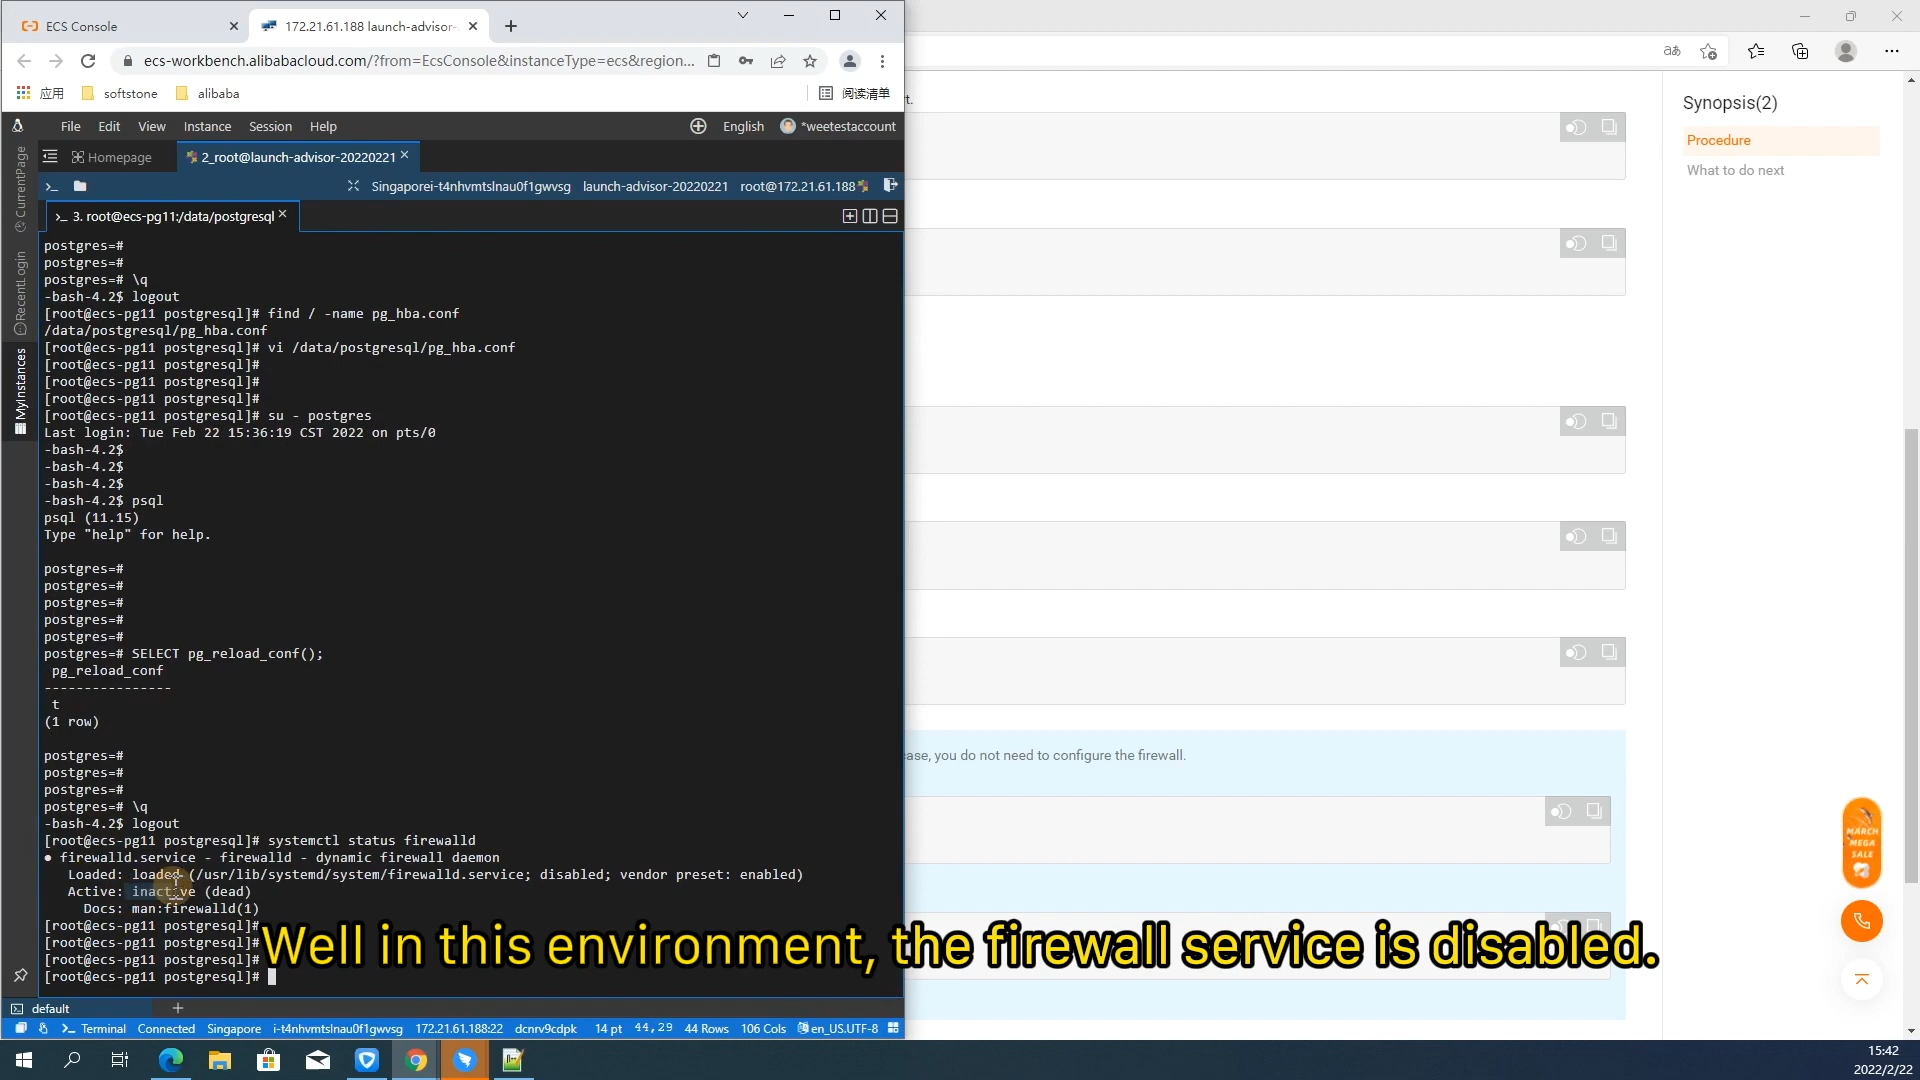 ECS Console
172.21.61.188 launch-advisor-
ecs-workbench.alibabacloud.com/?from=EcsConsole&instanceType=ecs&region...
应用
softstone
alibaba
阅读清单
File Edit View Instance Session Help
English
*weetestaccount
Homepage
2_root@launch-advisor-20220221
Singaporei-t4nhvmtslnau0f1gwvsg launch-advisor-20220221 root@172.21.61.188
>_ 3. root@ecs-pg11:/data/postgresql
CurrentPage
RecentLogin
MyInstances
postgres=#
postgres=#
postgres=# \q
-bash-4.2$ logout
[root@ecs-pg11 postgresql]# find / -name pg_hba.conf
/data/postgresql/pg_hba.conf
[root@ecs-pg11 postgresql]# vi /data/postgresql/pg_hba.conf
[root@ecs-pg11 postgresql]#
[root@ecs-pg11 postgresql]#
[root@ecs-pg11 postgresql]#
[root@ecs-pg11 postgresql]# su - postgres
Last login: Tue Feb 22 15:36:19 CST 2022 on pts/0
-bash-4.2$
-bash-4.2$
-bash-4.2$
-bash-4.2$ psql
psql (11.15)
Type "help" for help.
postgres=#
postgres=#
postgres=#
postgres=#
postgres=#
postgres=# SELECT pg_reload_conf();
pg_reload_conf
----------------
t
(1 row)
postgres=#
postgres=#
postgres=#
postgres=# \q
-bash-4.2$ logout
[root@ecs-pg11 postgresql]# systemctl status firewalld
● firewalld.service - firewalld - dynamic firewall daemon
Loaded: loaded (/usr/lib/systemd/system/firewalld.service; disabled; vendor preset: enabled)
Active: inactive (dead)
Docs: man:firewalld(1)
[root@ecs-pg11 postgresql]#
[root@ecs-pg11 postgresql]#
[root@ecs-pg11 postgresql]#
[root@ecs-pg11 postgresql]#
default
Terminal Connected Singapore i-t4nhvmtslnau0f1gwvsg 172.21.61.188:22 dcnrv9cdpk 14 pt 44,29 44 Rows 106 Cols en_US.UTF-8
t.
case, you do not need to configure the firewall.
Synopsis(2)
Procedure
What to do next
MARCH
MEGA
SALE
Well in this environment, the firewall service is disabled.
15:42
2022/2/22